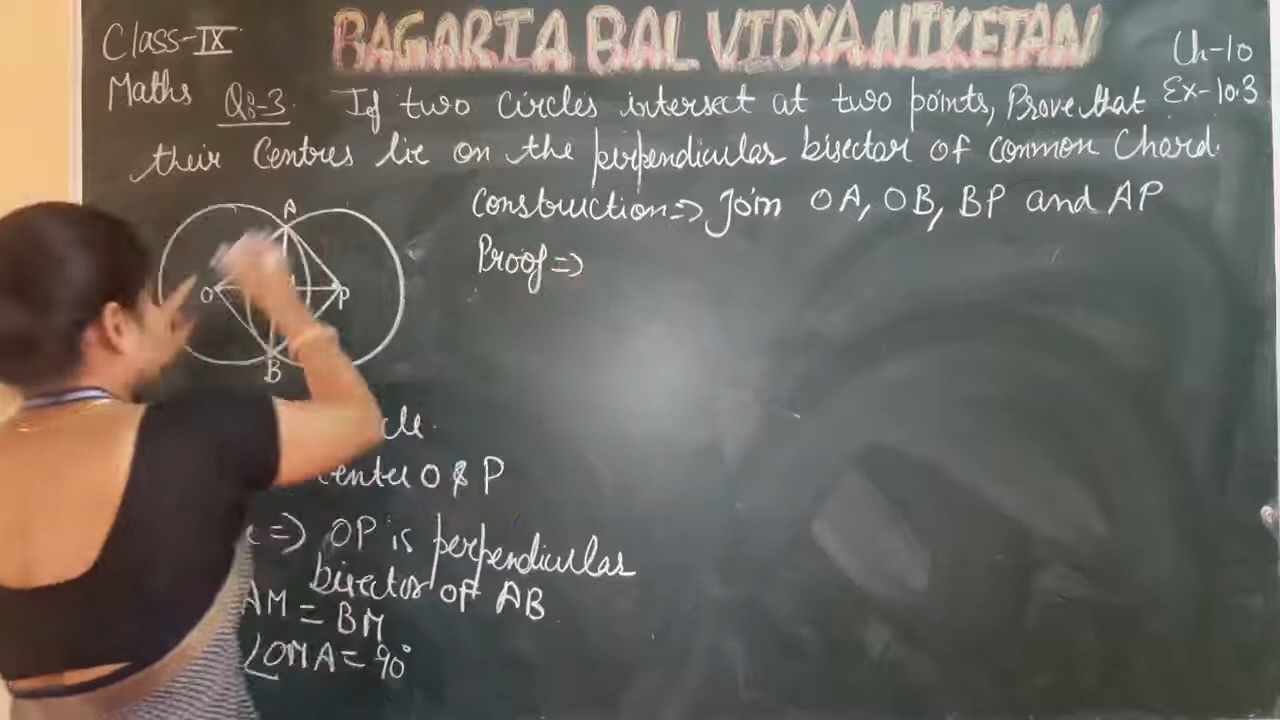 BAGARIA BAL VIDYA NIKETAN
Class-IX
Maths
Ch-10
Ex-10.3
Q:-3. If two circles intersect at two points, Prove that
their Centres lie on the perpendicular bisector of common Chord.
Construction=> Join OA, OB, BP and AP
Proof=>
A
O
P
B
O & P
=> OP is perpendicular
bisector of AB
AM = BM
∠OMA = 90°